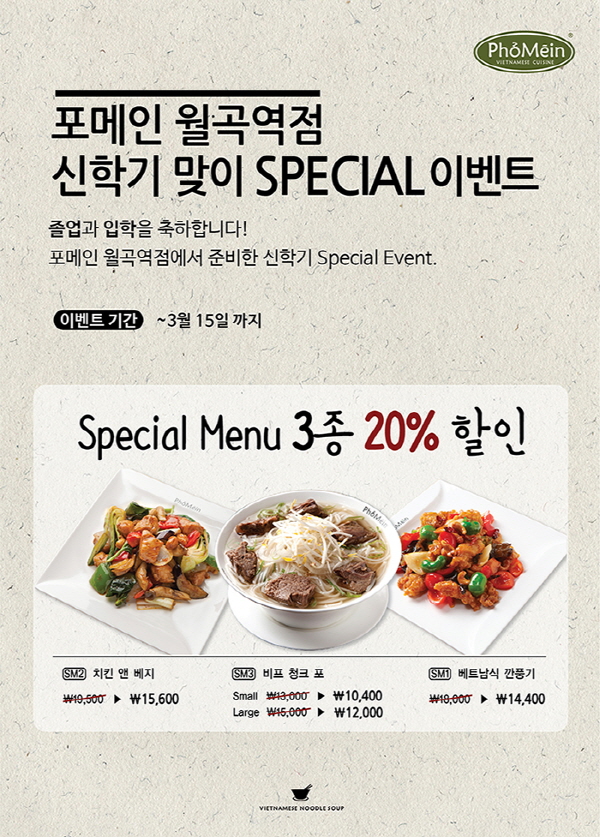 PhỏMein®
VIETNAMESE CUISINE
포메인 월곡역점
신학기 맞이 SPECIAL 이벤트
졸업과 입학을 축하합니다!
포메인 월곡역점에서 준비한 신학기 Special Event.
이벤트 기간 ~3월 15일 까지
Special Menu 3종 20% 할인
PhỏMein
PhỏMein
PhỏMein
SM2 치킨 앤 베지
₩19,500 ▶ ₩15,600
SM3 비프 청크 포
Small ₩13,000 ▶ ₩10,400
Large ₩15,000 ▶ ₩12,000
SM1 베트남식 깐풍기
₩18,000 ▶ ₩14,400
VIETNAMESE NOODLE SOUP